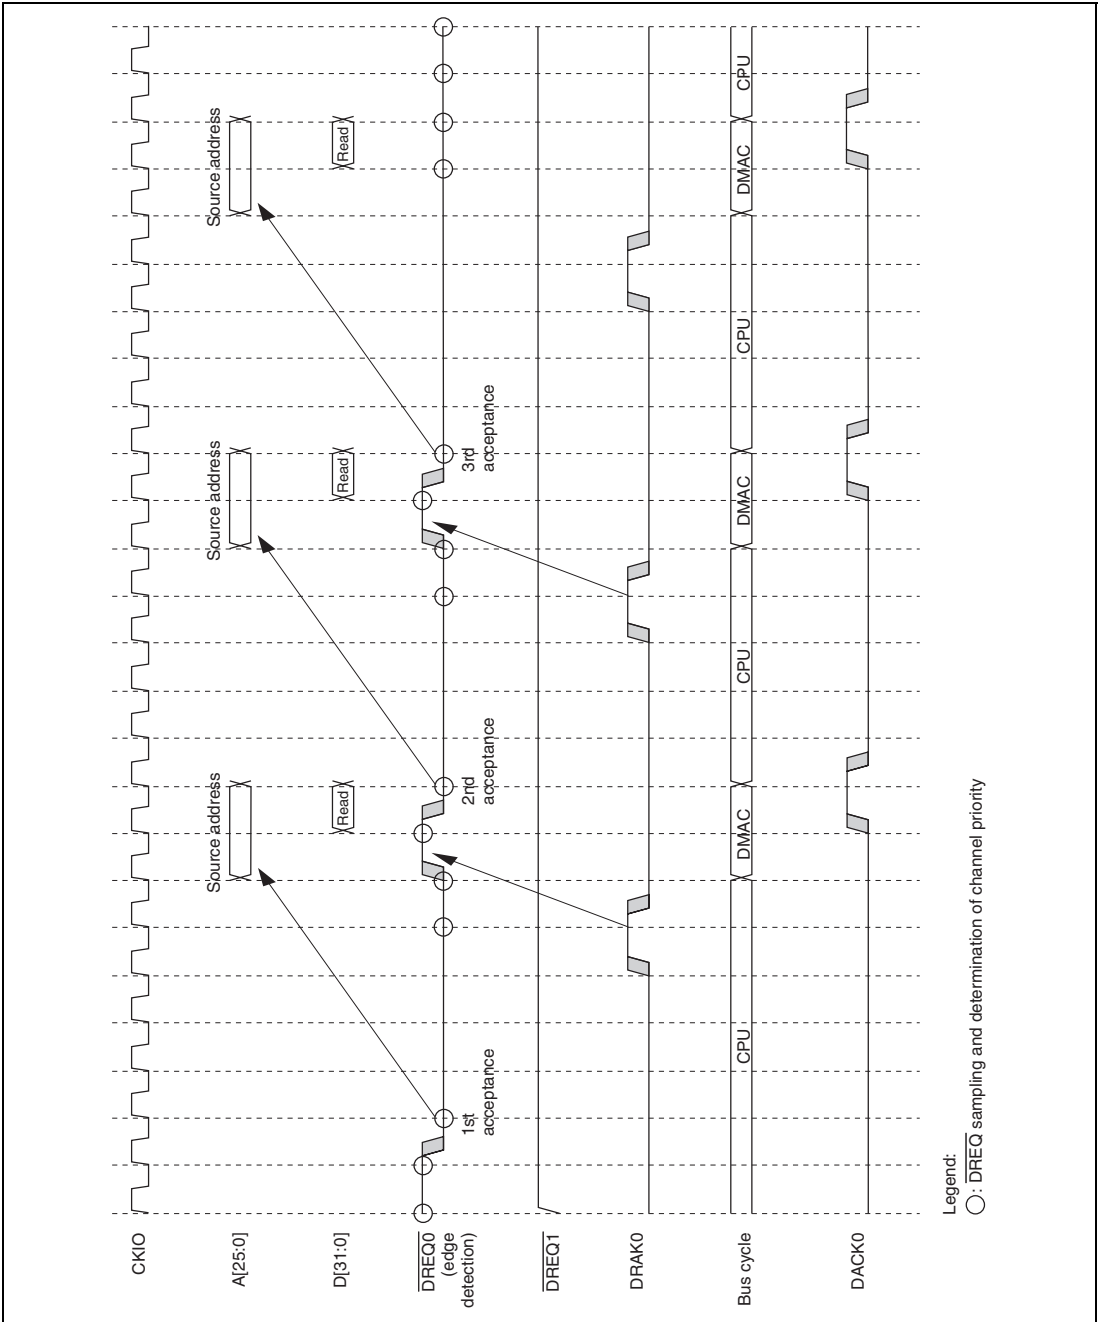 CKIO
A[25:0]
Source address
Source address
Source address
D[31:0]
Read
Read
Read
DREQ0
(edge
detection)
1st
acceptance
2nd
acceptance
3rd
acceptance
DREQ1
DRAK0
Bus cycle
CPU
DMAC
CPU
DMAC
CPU
DMAC
CPU
DACK0
Legend:
: DREQ sampling and determination of channel priority